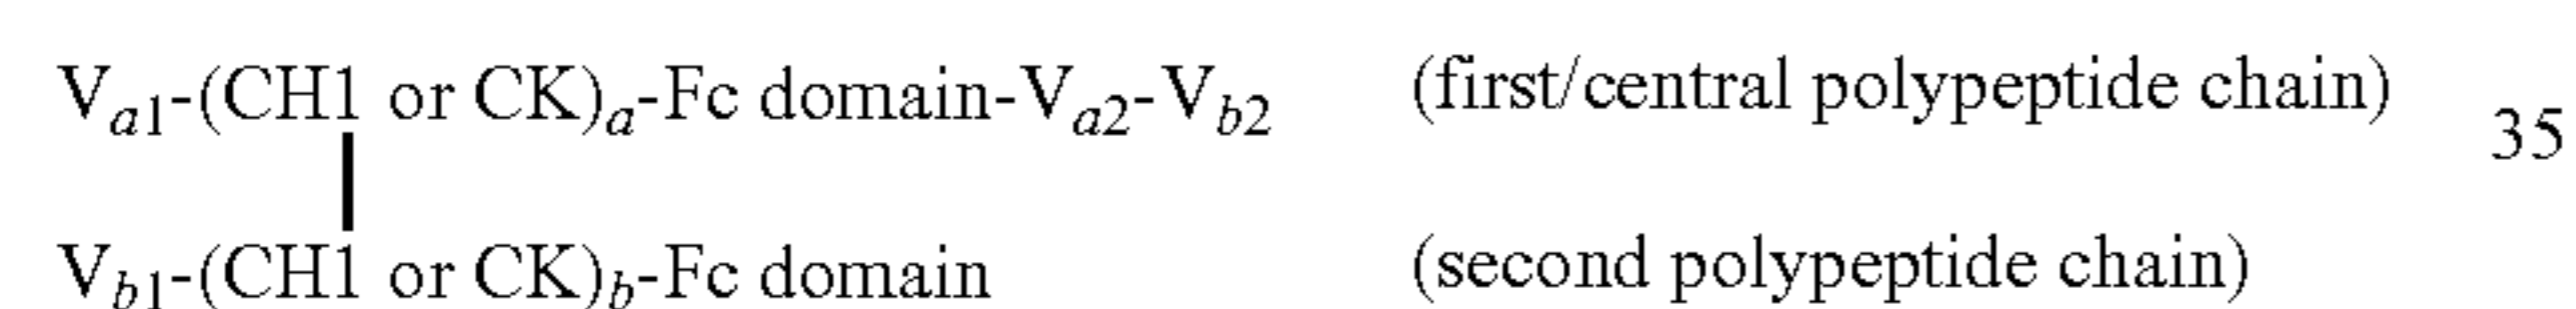 Va1-(CH1 or CK)a-Fc domain-Va2-Vb2 (first/central polypeptide chain)
35
Vb1-(CH1 or CK)b-Fc domain (second polypeptide chain)